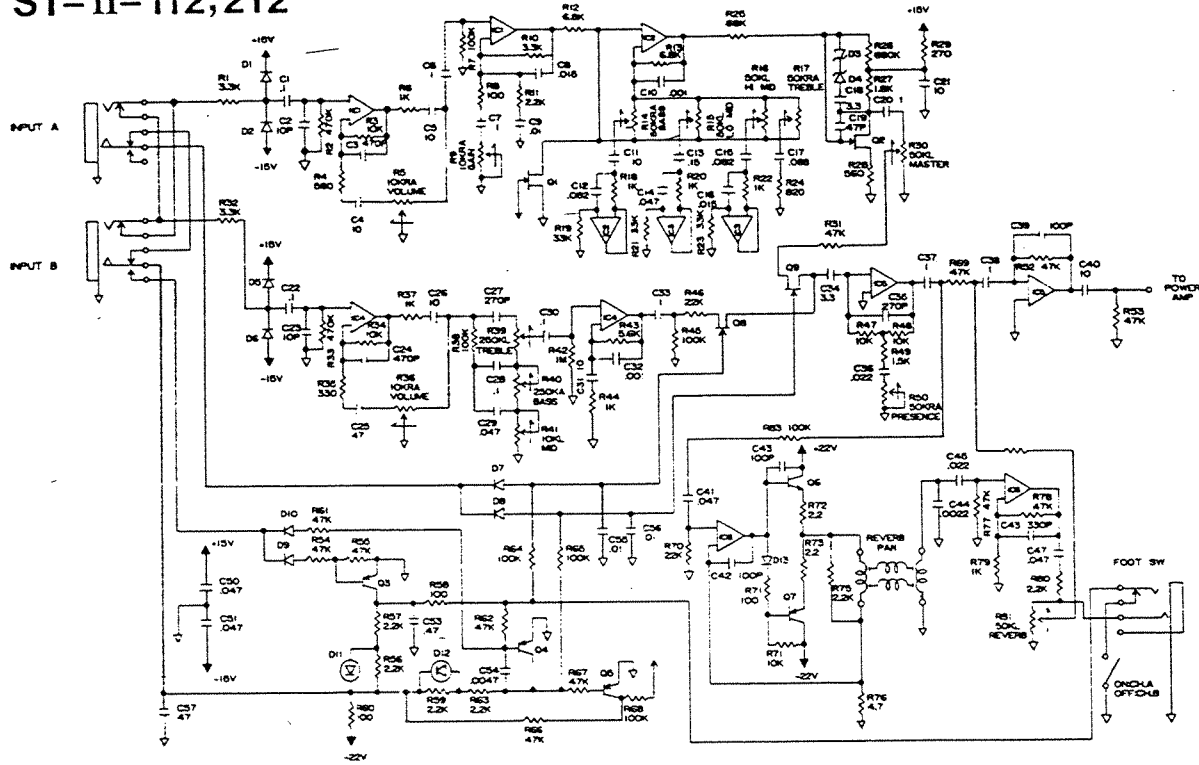 ST-II-112,212
INPUT A
INPUT B
R1
3.3K
-15V
D1
D2
-15V
C1
.1
C2
10P
R2
470K
R3
10K
C3
470P
R4
680
C4
15
R5
10KRA
VOLUME
R6
1K
R7
100K
R8
100
R9
10KRA
GAIN
R10
3.3K
R11
2.2K
R12
6.8K
R13
6.8K
C10
.001
R25
68K
IC2
R14
50KRA
BASS
R15
50KL
LO MID
R16
50KL
HI MID
R17
50KRA
TREBLE
C11
10
C12
.082
R18
1K
R19
33K
C13
.15
C14
.047
R20
1K
R21
33K
C15
.082
C16
.015
R22
1K
R23
33K
C17
.068
R24
820
Q1
+15V
R26
680K
R27
1.8K
R29
270
C21
10
D3
D4
C18
3.3
C19
47P
C20
.1
Q2
R28
560
R30
50KL
MASTER
R31
47K
R32
3.3K
+15V
D5
D6
-15V
C22
.1
C23
10P
R33
470K
R34
10K
C24
470P
R35
330
C25
47
R36
10KRA
VOLUME
R37
1K
C26
10
R38
100K
C27
270P
R39
250KL
TREBLE
C28
.1
R40
250KA
BASS
C29
.047
R41
10KL
MID
C30
.1
R42
1M
IC4
R43
5.6K
C31
10
C32
R44
1K
C33
.1
R45
100K
R46
22K
Q8
Q9
C34
3.3
IC5
C35
270P
R47
10K
R48
10K
R49
1.5K
C36
.022
R50
50KRA
PRESENCE
C37
.1
R69
47K
C38
.1
C39
100P
R52
47K
C40
10
R53
47K
TO
POWER
AMP
D7
D8
D10
R61
47K
D9
R54
47K
R55
47K
Q3
R58
100
R57
2.2K
R56
2.2K
D11
D12
R60
100
-22V
R59
2.2K
R63
2.2K
C53
.47
R62
47K
C54
.0047
Q4
R64
100K
R65
100K
C55
.01
C56
R66
47K
R67
47K
R68
100K
C57
47
+15V
C50
.047
C51
.047
-15V
R83 100K
C41
.047
R70
22K
C42
100P
C43
100P
-22V
Q6
R72
2.2
R73
2.2
D13
R71
100
Q7
R71
10K
-22V
R75
2.2K
R76
4.7
REVERB
PAN
C44
.0022
C45
.022
R77
47K
R78
47K
C43
330P
R79
1K
C47
.047
R80
2.2K
R81
50KL
REVERB
FOOT SW
ON:CH.A
OFF:CH.B